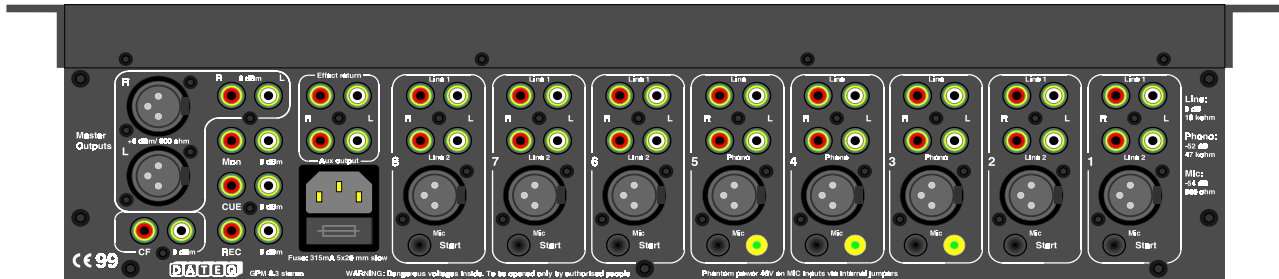 R
R 0 dBm L
Effect return
Line 1
Line 1
Line 1
Line
Line
Line
Line 1
Line 1
Line:
0 dB
Master
Outputs
+6 dBm/ 600 ohm
R L
R L
R L
R L
R L
R L
R L
R L
R L
Phono:
-52 dB
47 kohm
L
Mon 0 dBm
Aux output
8 Line 2
7 Line 2
6 Line 2
5 Phono
4 Phono
3 Phono
2 Line 2
1 Line 2
Mic:
-54 dB
CUE 0 dBm
Mic
Mic
Mic
Mic
Mic
Mic
Mic
Mic
Start
Start
Start
Start
Start
CF 0 dBm
REC 0 dBm
CE 99
DATEQ
GPM 8.3 stereo
Fuse: 315mA 5x20 mm slow
WARNING: Dangerous voltages inside. To be opened only by authorised people
Phantom power 48V on MIC inputs via internal jumpers